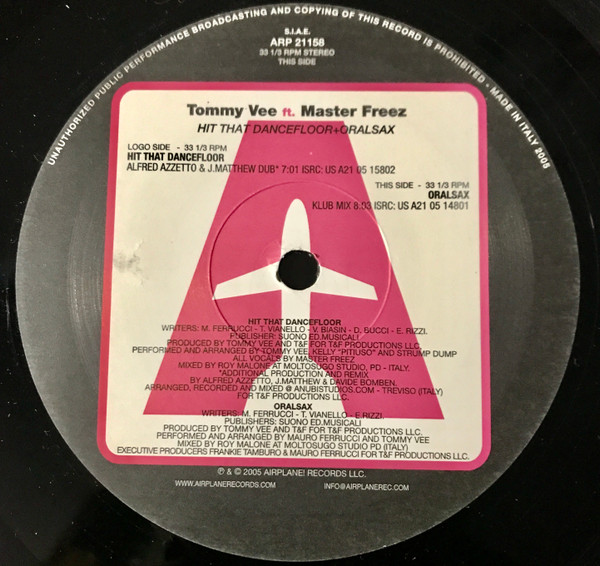 UNAUTHORIZED PUBLIC PERFORMANCE BROADCASTING AND COPYING OF THIS RECORD IS PROHIBITED - MADE IN ITALY 2005
S.I.A.E.
ARP 21158
33 1/3 RPM STEREO
THIS SIDE
Tommy Vee ft. Master Freez
HIT THAT DANCEFLOOR+ORALSAX
LOGO SIDE - 33 1/3 RPM
HIT THAT DANCEFLOOR
ALFRED AZZETTO & J.MATTHEW DUB* 7:01 ISRC: US A21 05 15802
THIS SIDE - 33 1/3 RPM
ORALSAX
KLUB MIX 8:03 ISRC: US A21 05 14801
HIT THAT DANCEFLOOR
WRITERS: M. FERRUCCI - T. VIANELLO - V. BIASIN - D. BUCCI - E. RIZZI.
PUBLISHER: SUONO ED.MUSICALI
PRODUCED BY TOMMY VEE AND T&F FOR T&F PRODUCTIONS LLC.
PERFORMED AND ARRANGED BY TOMMY VEE, KELLY "PITIUSO" AND STRUMP DUMP
ALL VOCALS BY MASTER FREEZ
MIXED BY ROY MALONE AT MOLTOSUGO STUDIO, PD - ITALY.
*ADDITIONAL PRODUCTION AND REMIX
BY ALFRED AZZETTO, J.MATTHEW & DAVIDE BOMBEN.
ARRANGED, RECORDED AND MIXED @ ANUBISTUDIOS.COM - TREVISO (ITALY)
FOR T&F PRODUCTIONS LLC.
ORALSAX
WRITERS: M. FERRUCCI - T. VIANELLO - E RIZZI.
PUBLISHERS: SUONO ED.MUSICALI
PRODUCED BY TOMMY VEE AND T&F FOR T&F PRODUCTIONS LLC.
PERFORMED AND ARRANGED BY MAURO FERRUCCI AND TOMMY VEE
MIXED BY ROY MALONE AT MOLTOSUGO STUDIO PD (ITALY)
EXECUTIVE PRODUCERS FRANKIE TAMBURO & MAURO FERRUCCI FOR T&F PRODUCTIONS LLC.
℗ & © 2005 AIRPLANE! RECORDS LLC.
WWW.AIRPLANERECORDS.COM INFO@AIRPLANEREC.COM